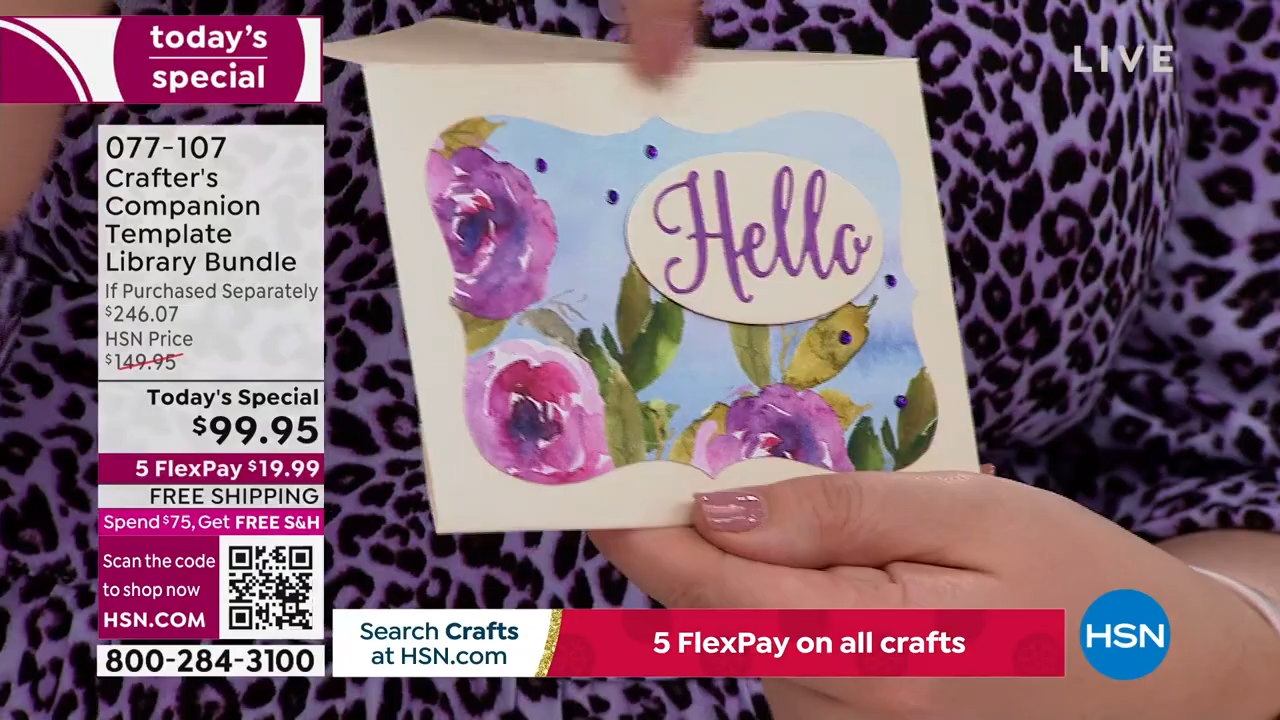 today's
special
LIVE
077-107
Crafter's
Companion
Template
Library Bundle
If Purchased Separately
$246.07
HSN Price
$149.95
Today's Special
$99.95
5 FlexPay $19.99
FREE SHIPPING
Spend $75, Get FREE S&H
Scan the code
to shop now
HSN.COM
800-284-3100
Hello
Search Crafts
at HSN.com
5 FlexPay on all crafts
HSN